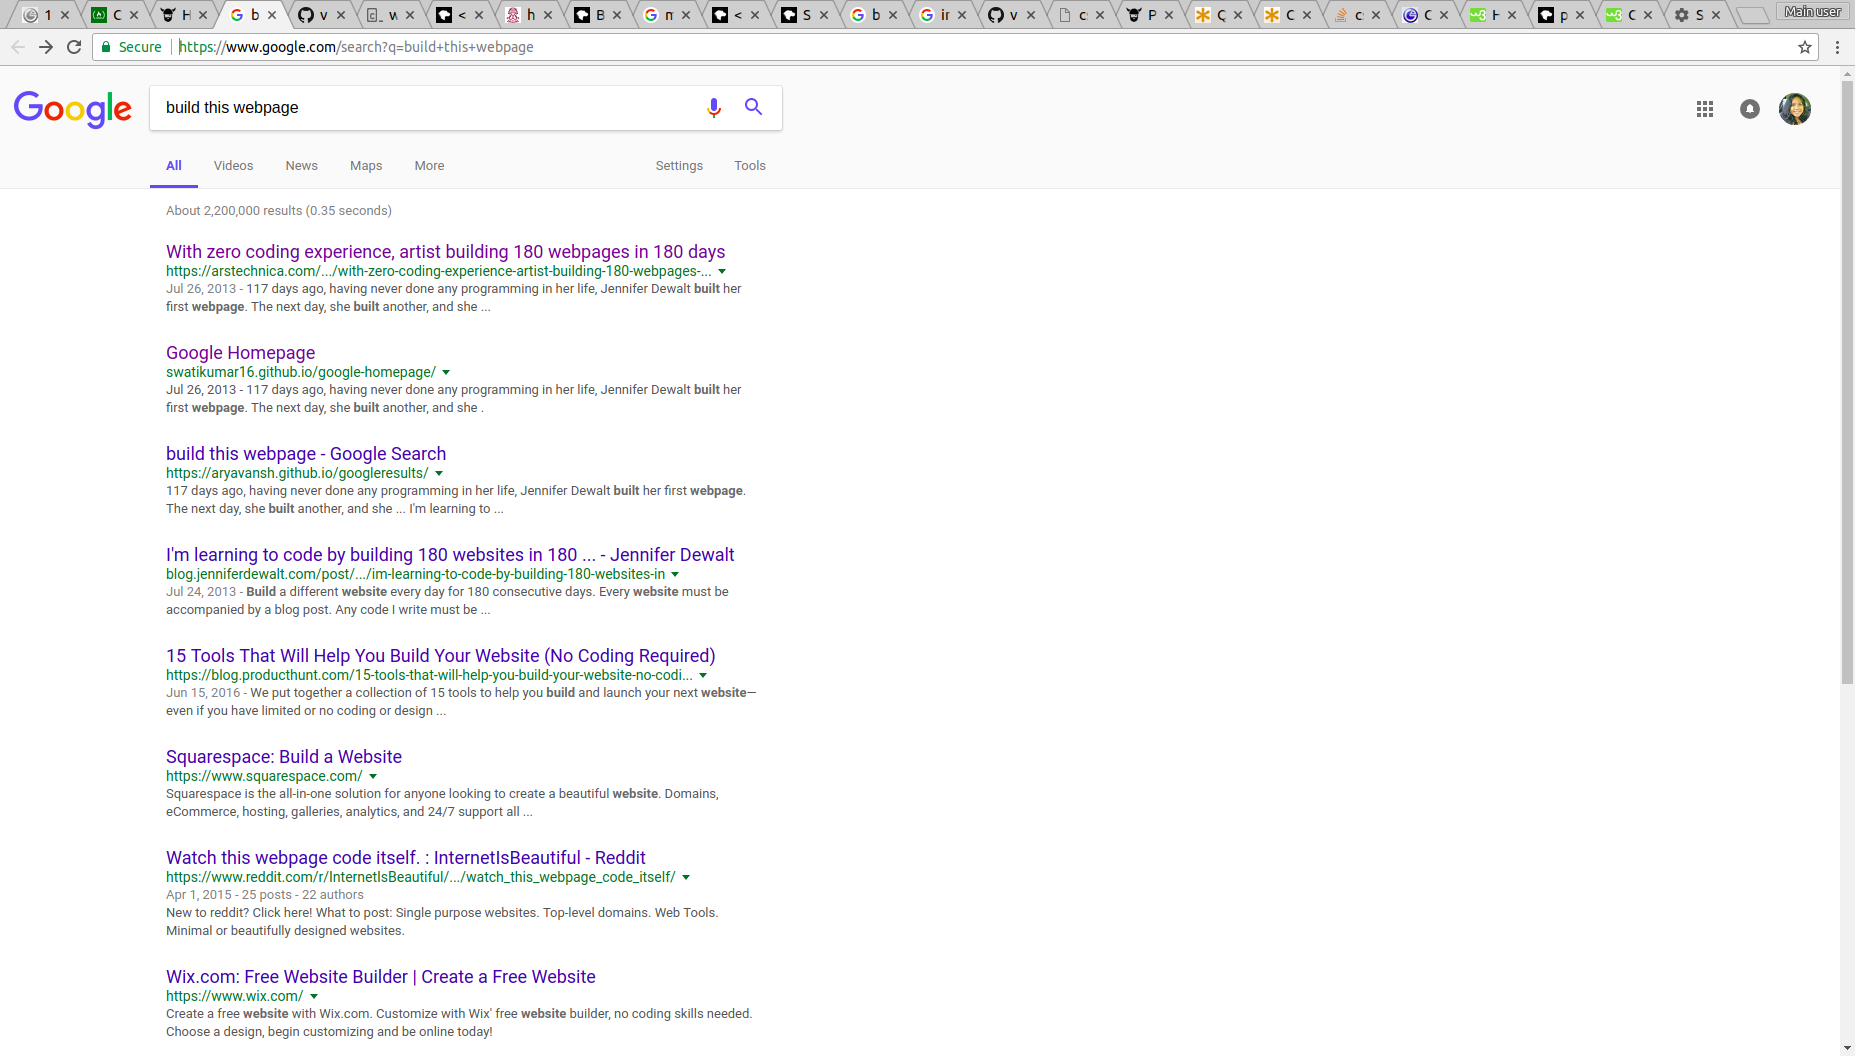 1
C
H
b
v
w
<
h
B
m
<
S
b
in
v
cs
P
Q
C
cs
C
H
p
C
S
Main user
Secure
https://www.google.com/search?q=build+this+webpage
Google
build this webpage
All Videos News Maps More Settings Tools
About 2,200,000 results (0.35 seconds)
With zero coding experience, artist building 180 webpages in 180 days
https://arstechnica.com/.../with-zero-coding-experience-artist-building-180-webpages-...
Jul 26, 2013 - 117 days ago, having never done any programming in her life, Jennifer Dewalt built her
first webpage. The next day, she built another, and she ...
Google Homepage
swatikumar16.github.io/google-homepage/
Jul 26, 2013 - 117 days ago, having never done any programming in her life, Jennifer Dewalt built her
first webpage. The next day, she built another, and she .
build this webpage - Google Search
https://aryavansh.github.io/googleresults/
117 days ago, having never done any programming in her life, Jennifer Dewalt built her first webpage.
The next day, she built another, and she ... I'm learning to ...
I'm learning to code by building 180 websites in 180 ... - Jennifer Dewalt
blog.jenniferdewalt.com/post/.../im-learning-to-code-by-building-180-websites-in
Jul 24, 2013 - Build a different website every day for 180 consecutive days. Every website must be
accompanied by a blog post. Any code I write must be ...
15 Tools That Will Help You Build Your Website (No Coding Required)
https://blog.producthunt.com/15-tools-that-will-help-you-build-your-website-no-codi...
Jun 15, 2016 - We put together a collection of 15 tools to help you build and launch your next website—
even if you have limited or no coding or design ...
Squarespace: Build a Website
https://www.squarespace.com/
Squarespace is the all-in-one solution for anyone looking to create a beautiful website. Domains,
eCommerce, hosting, galleries, analytics, and 24/7 support all ...
Watch this webpage code itself. : InternetIsBeautiful - Reddit
https://www.reddit.com/r/InternetIsBeautiful/.../watch_this_webpage_code_itself/
Apr 1, 2015 - 25 posts - 22 authors
New to reddit? Click here! What to post: Single purpose websites. Top-level domains. Web Tools.
Minimal or beautifully designed websites.
Wix.com: Free Website Builder | Create a Free Website
https://www.wix.com/
Create a free website with Wix.com. Customize with Wix' free website builder, no coding skills needed.
Choose a design, begin customizing and be online today!